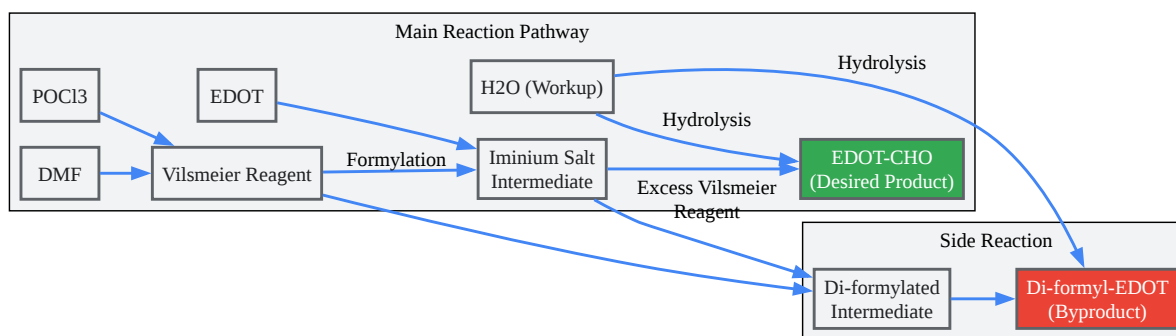 Main Reaction Pathway
POCl3
EDOT
H2O (Workup)
Hydrolysis
Hydrolysis
DMF
Vilsmeier Reagent
Formylation
Iminium Salt
Intermediate
EDOT-CHO
(Desired Product)
Excess Vilsmeier
Reagent
Side Reaction
Di-formylated
Intermediate
Di-formyl-EDOT
(Byproduct)